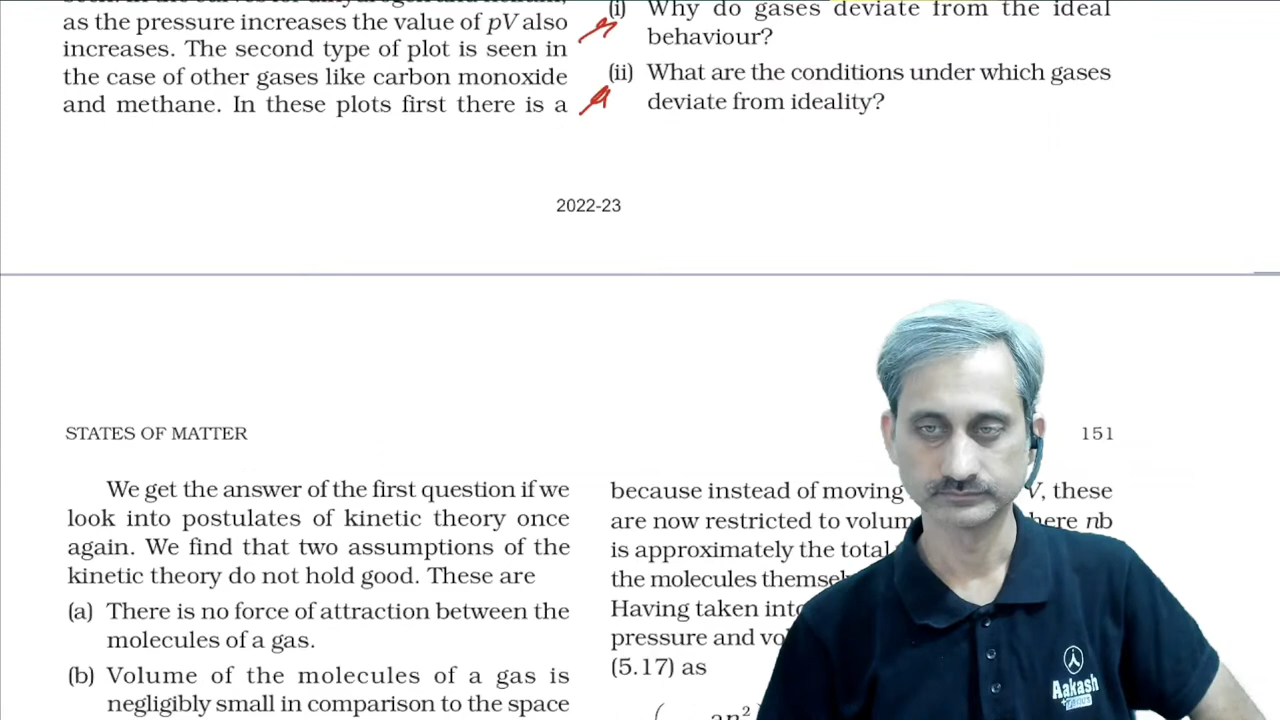 as the pressure increases the value of pV also
increases. The second type of plot is seen in
the case of other gases like carbon monoxide
and methane. In these plots first there is a
(i) Why do gases deviate from the ideal
behaviour?
(ii) What are the conditions under which gases
deviate from ideality?
2022-23
STATES OF MATTER
151
We get the answer of the first question if we
look into postulates of kinetic theory once
again. We find that two assumptions of the
kinetic theory do not hold good. These are
(a) There is no force of attraction between the
molecules of a gas.
(b) Volume of the molecules of a gas is
negligibly small in comparison to the space
because instead of moving V, these
are now restricted to volum here nb
is approximately the total
the molecules themsel
Having taken into
pressure and vo
(5.17) as
an²
Aakash